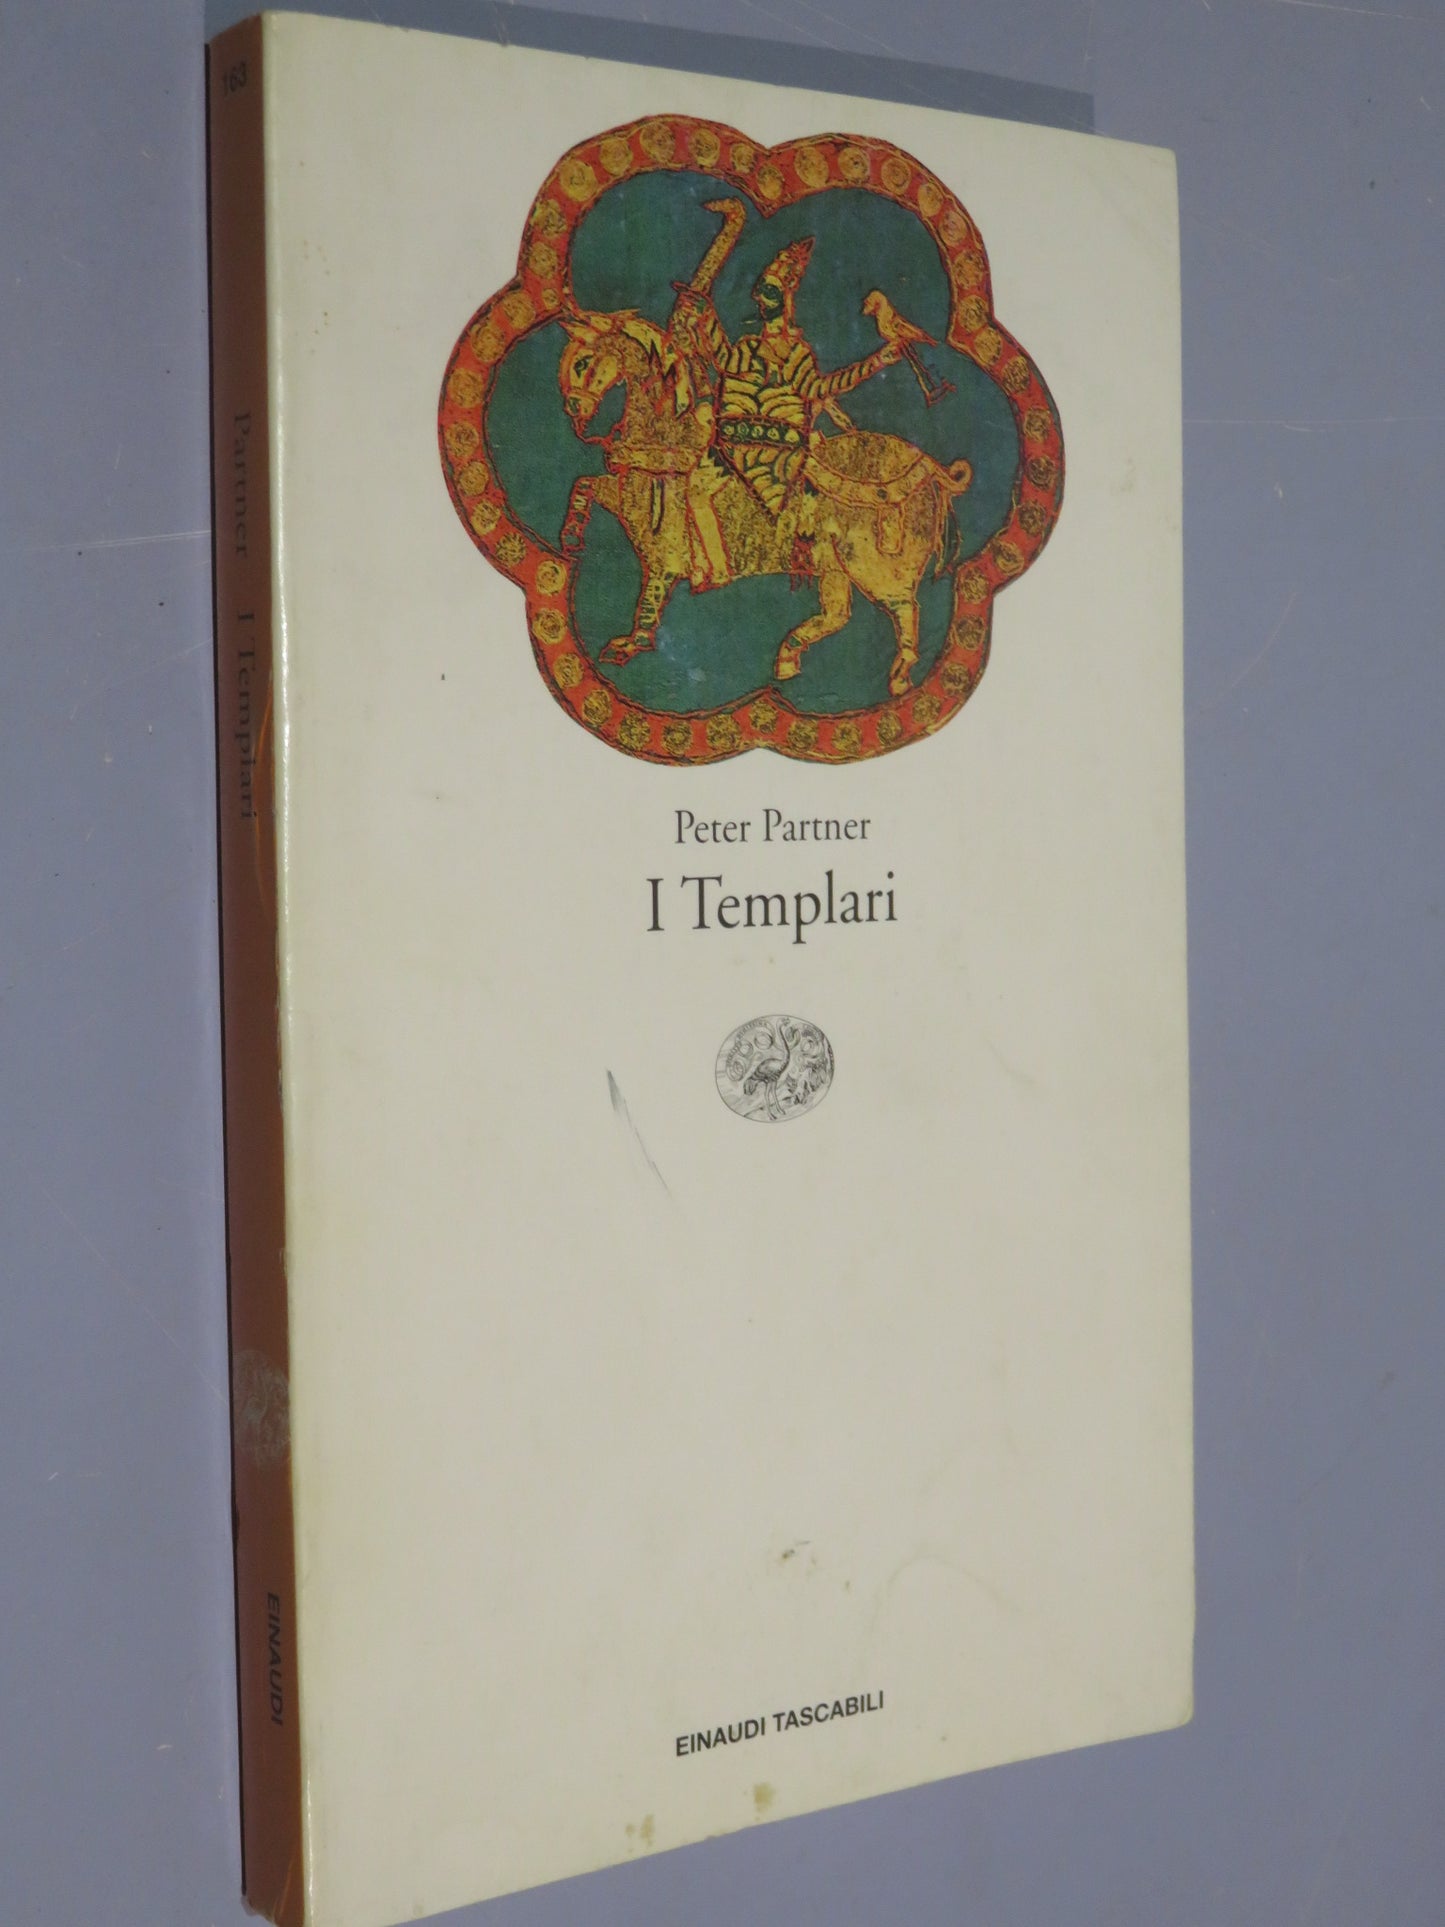 163
Partner I Templari
EINAUDI
Peter Partner
I Templari
EINAUDI TASCABILI